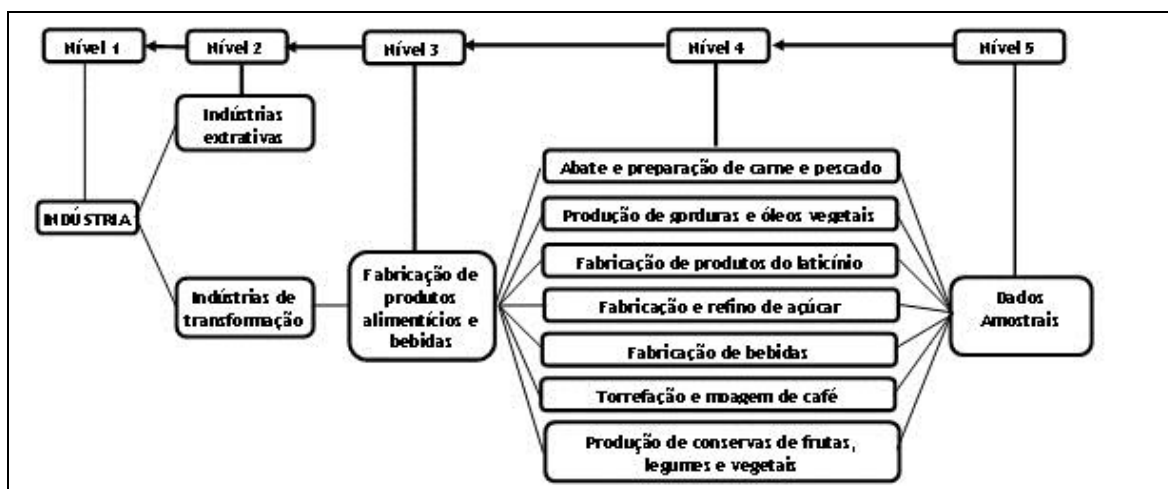 Nível 1
Nível 2
Nível 3
Nível 4
Nível 5
Indústrias
extrativas
INDÚSTRIA
Indústrias de
transformação
Fabricação de
produtos
alimentícios e
bebidas
Abate e preparação de carne e pescado
Produção de gorduras e óleos vegetais
Fabricação de produtos do laticínio
Fabricação e refino de açúcar
Fabricação de bebidas
Torrefação e moagem de café
Produção de conservas de frutas,
legumes e vegetais
Dados
Amostrais